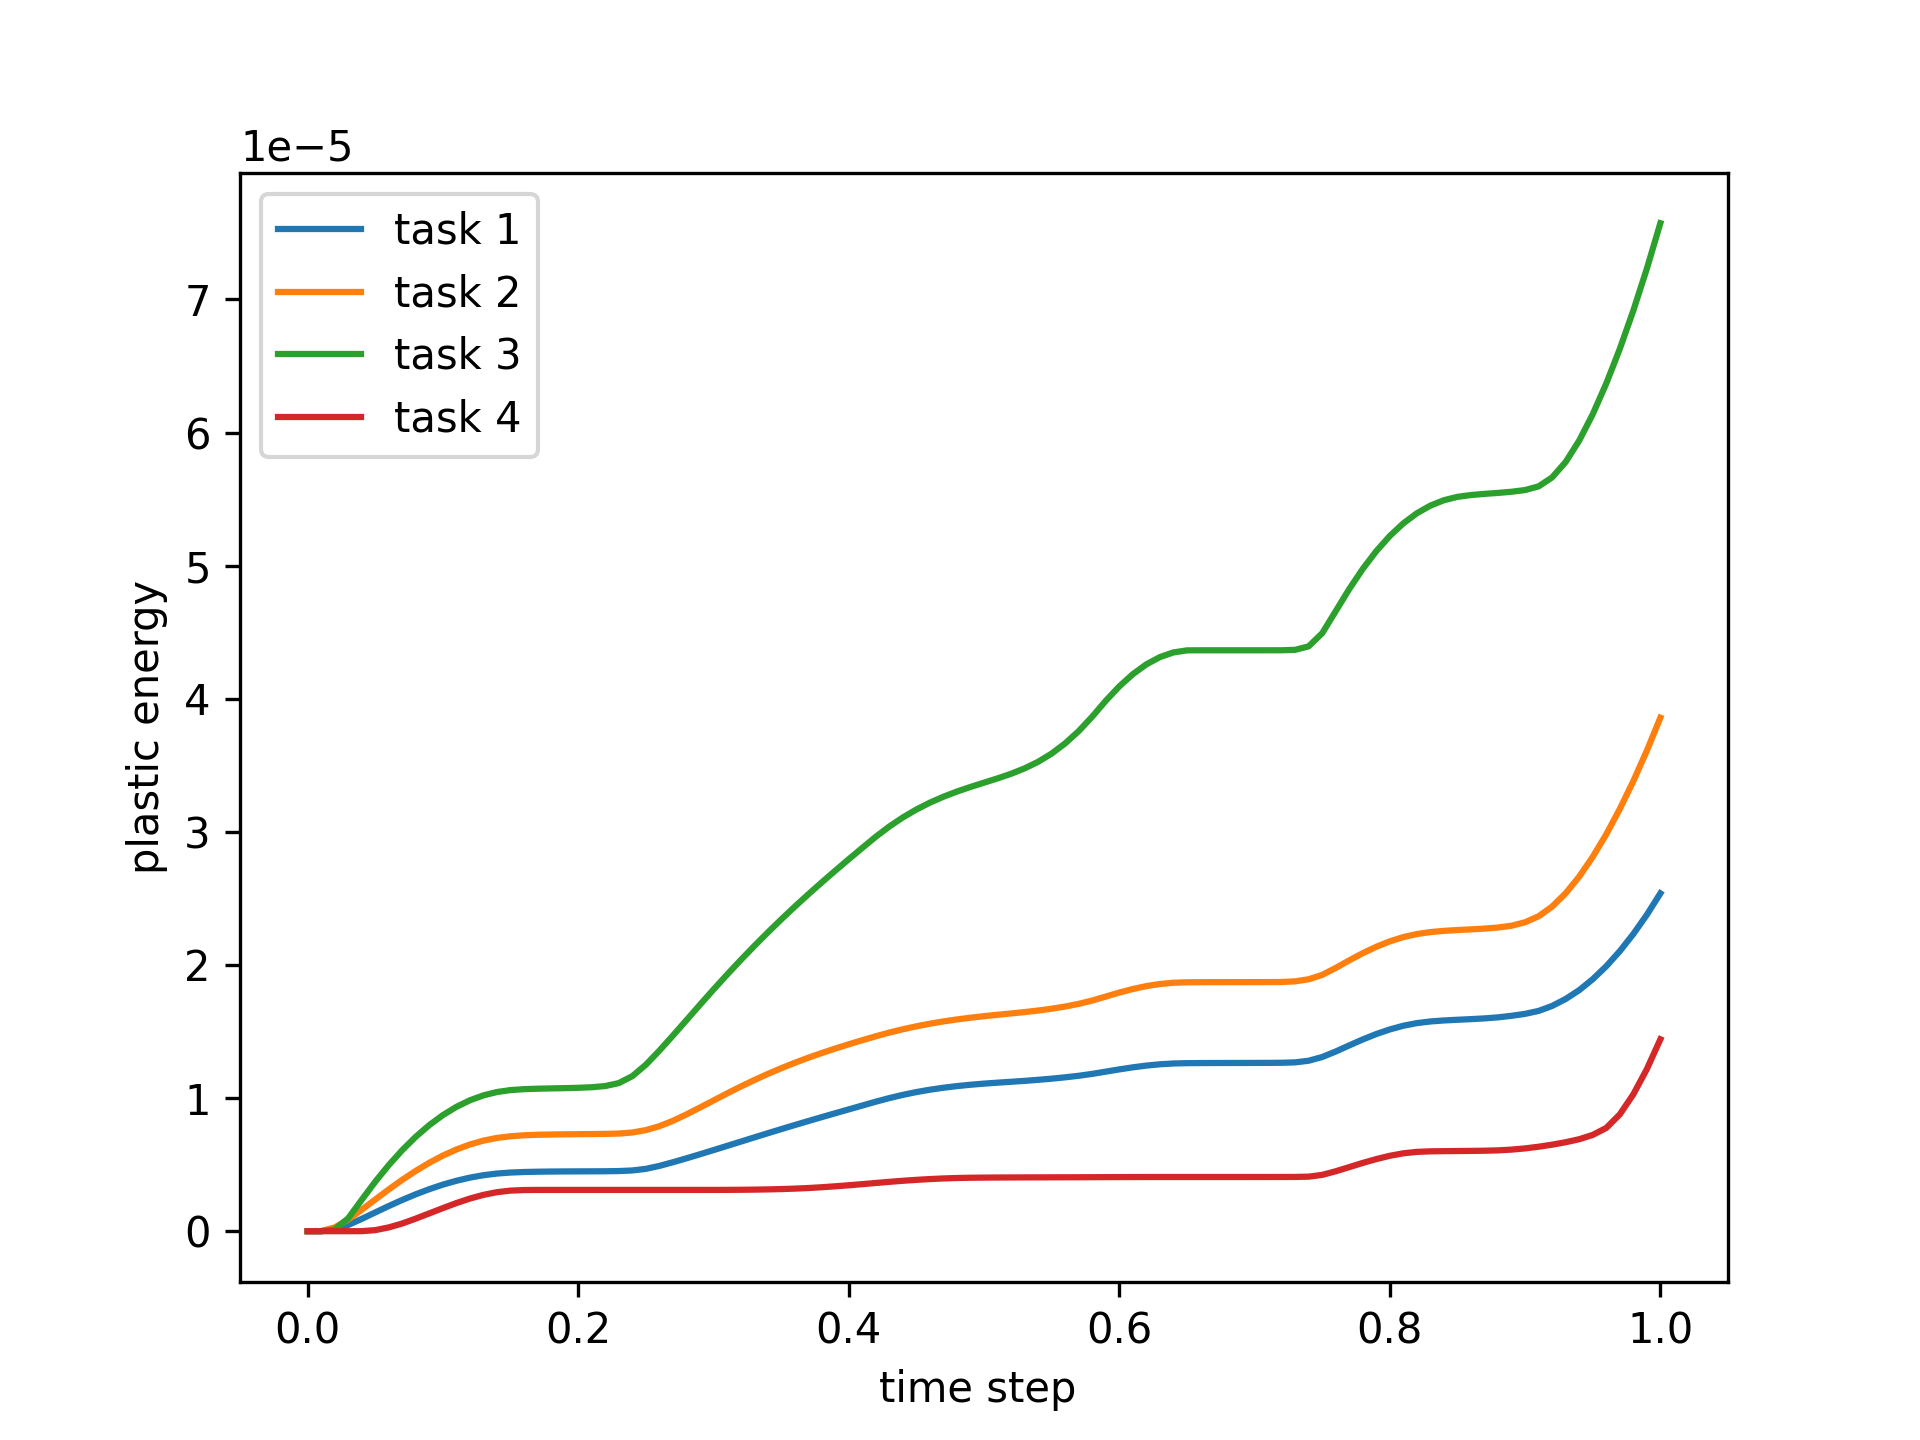 1e−5
task 1
task 2
task 3
task 4
7
6
5
4
3
2
1
0
plastic energy
0.0 0.2 0.4 0.6 0.8 1.0
time step